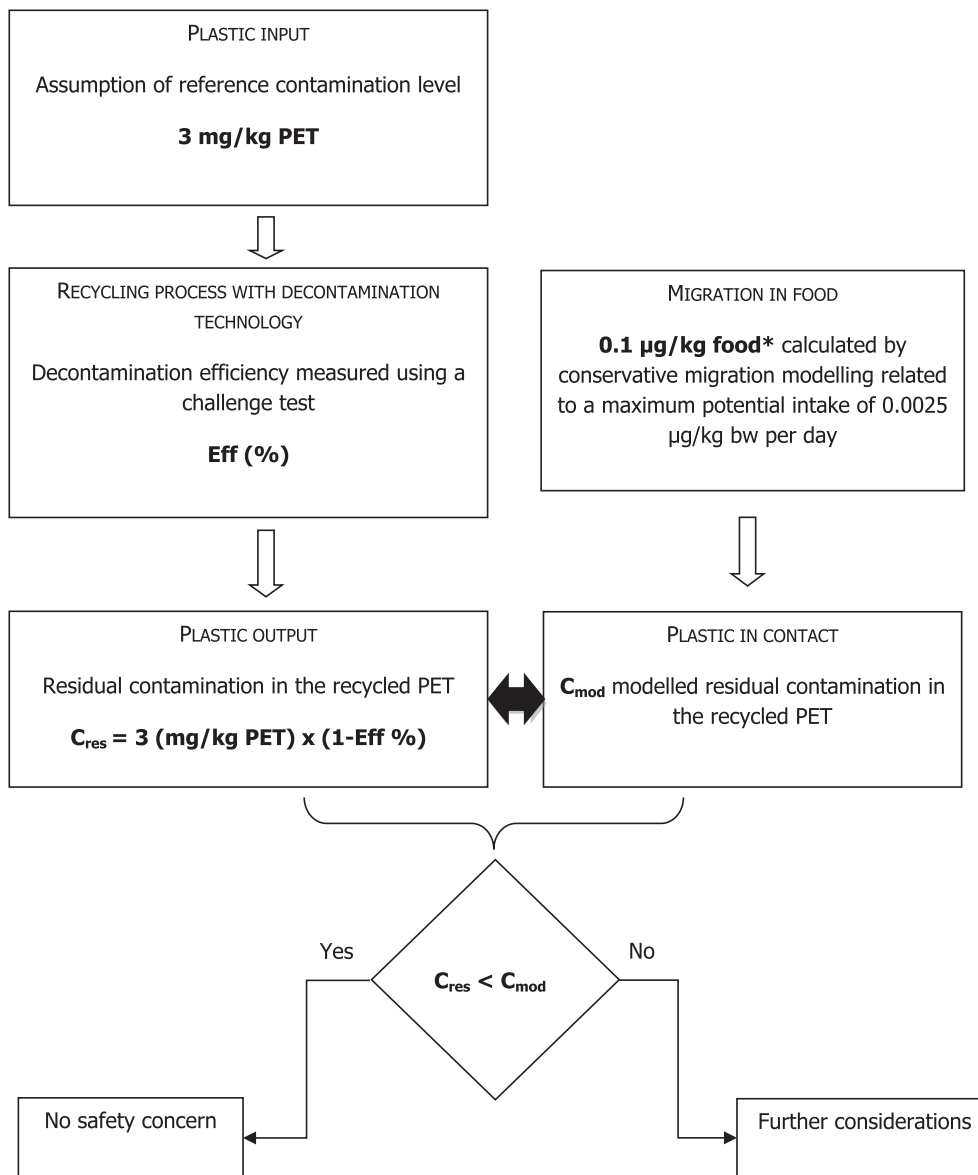 PLASTIC INPUT
Assumption of reference contamination level
3 mg/kg PET
RECYCLING PROCESS WITH DECONTAMINATION
TECHNOLOGY
Decontamination efficiency measured using a
challenge test
Eff (%)
MIGRATION IN FOOD
0.1 µg/kg food* calculated by
conservative migration modelling related
to a maximum potential intake of 0.0025
µg/kg bw per day
PLASTIC OUTPUT
Residual contamination in the recycled PET
Cres = 3 (mg/kg PET) x (1-Eff %)
PLASTIC IN CONTACT
Cmod modelled residual contamination in
the recycled PET
Yes
No
Cres < Cmod
No safety concern
Further considerations